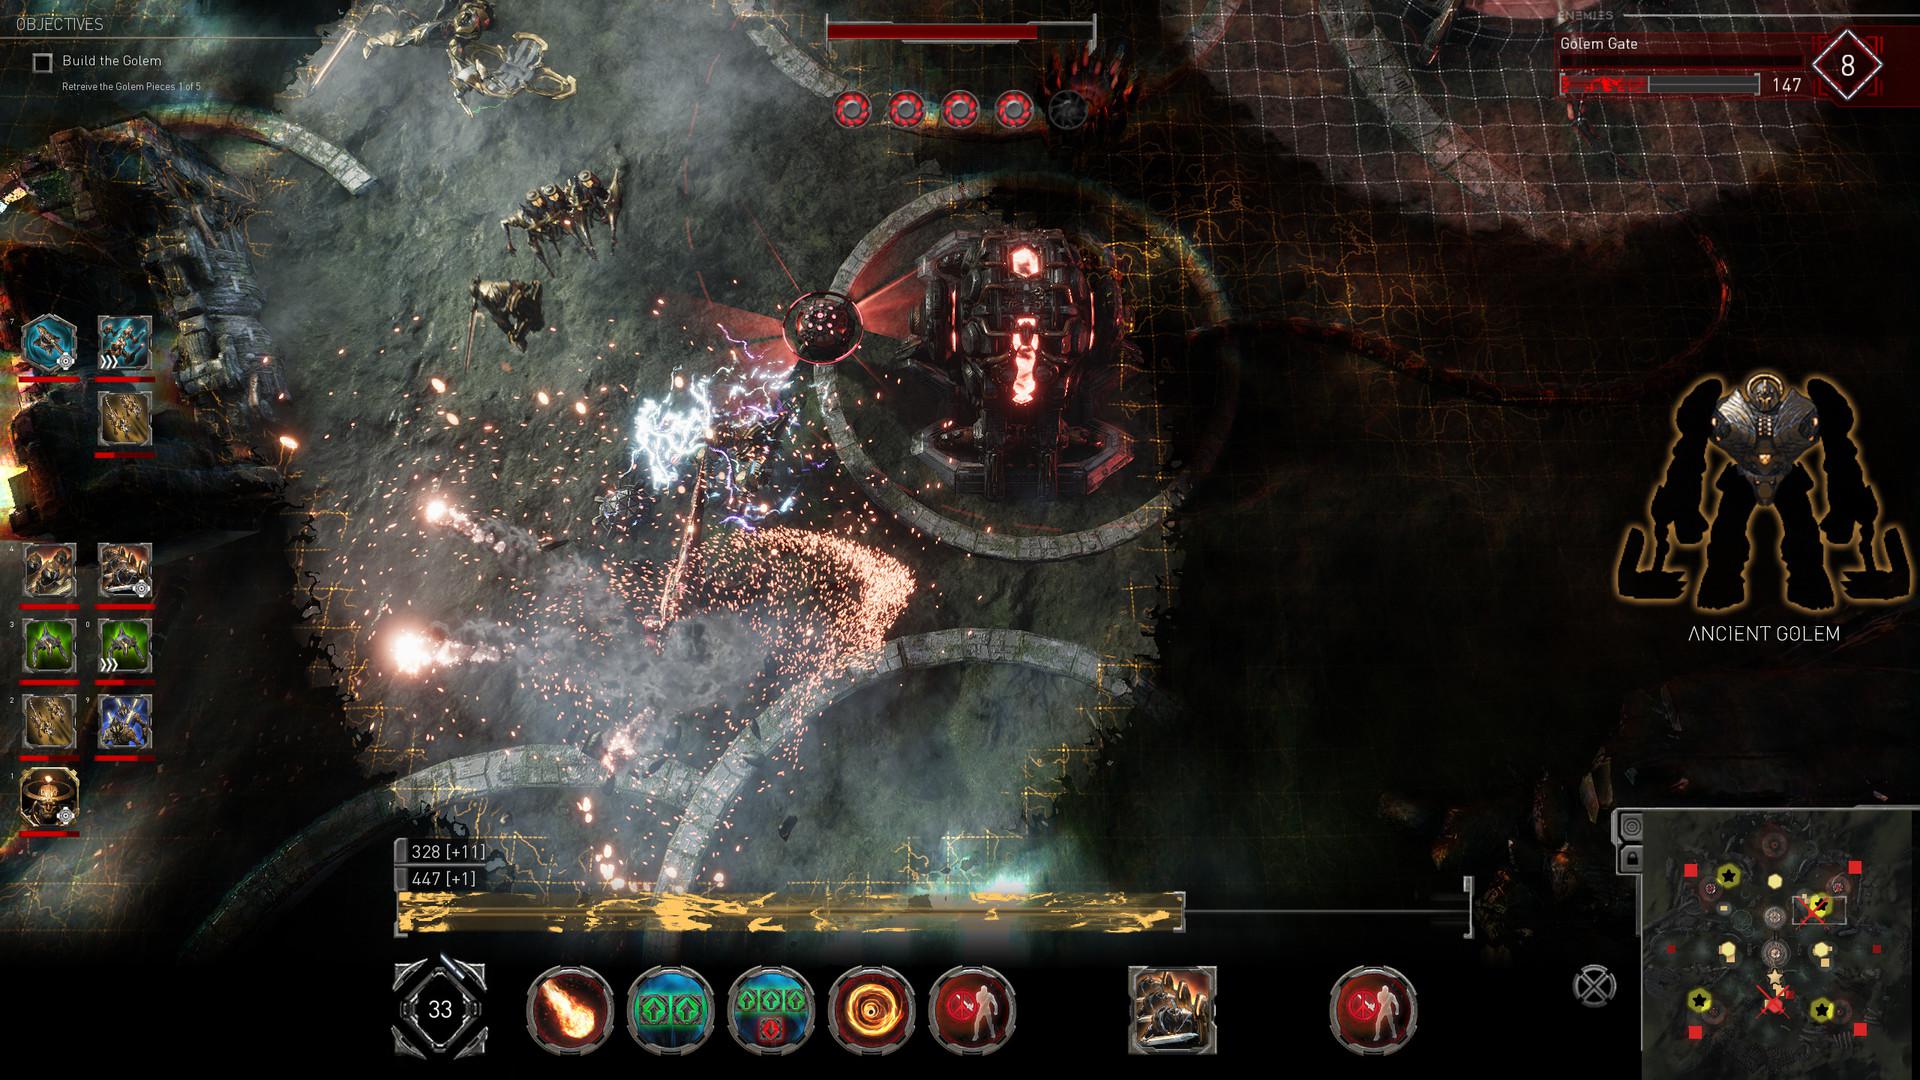 OBJECTIVES
Build the Golem
Retreive the Golem Pieces 1 of 5
ENEMIES
Golem Gate
147
8
4
3
0
2
9
1
ANCIENT GOLEM
328 [+11]
447 [+1]
33